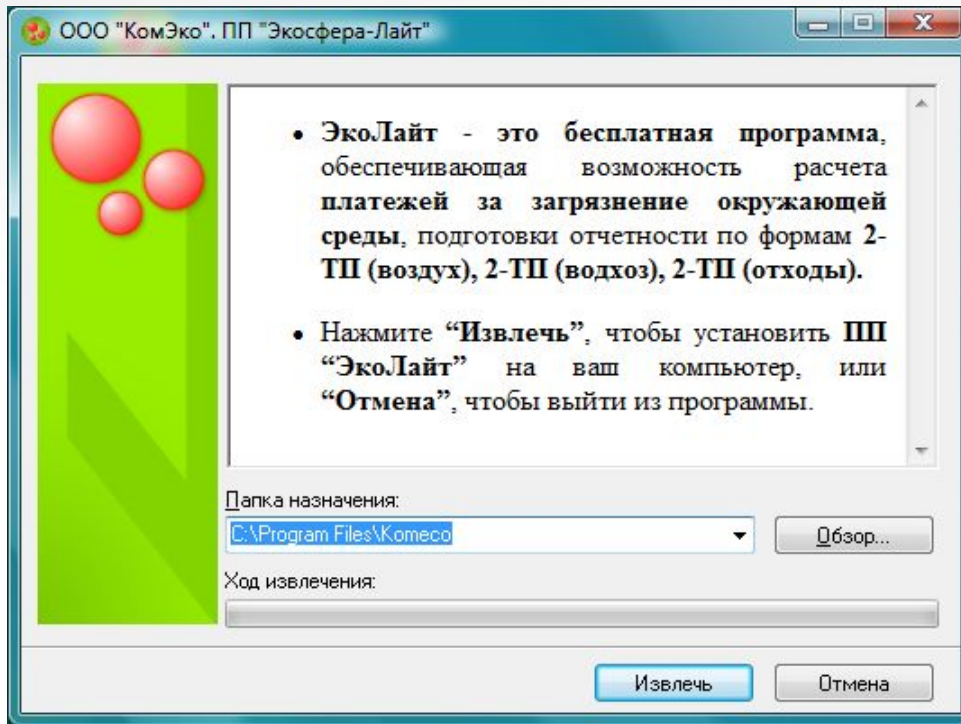 ООО "КомЭко". ПП "Экосфера-Лайт"
• ЭкоЛайт - это бесплатная программа,
обеспечивающая возможность расчета
платежей за загрязнение окружающей
среды, подготовки отчетности по формам 2-
ТП (воздух), 2-ТП (водхоз), 2-ТП (отходы).
• Нажмите “Извлечь”, чтобы установить ПП
“ЭкоЛайт” на ваш компьютер, или
“Отмена”, чтобы выйти из программы.
Папка назначения:
C:\Program Files\Komeco
Обзор...
Ход извлечения:
Извлечь
Отмена